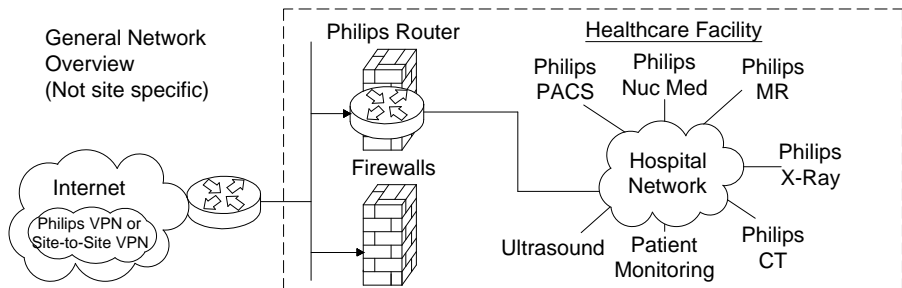 General Network
Overview
(Not site specific)
Philips Router
Healthcare Facility
Philips
PACS
Philips
Nuc Med
Philips
MR
Firewalls
Internet
Philips VPN or
Site-to-Site VPN
Hospital
Network
Philips
X-Ray
Ultrasound
Patient
Monitoring
Philips
CT